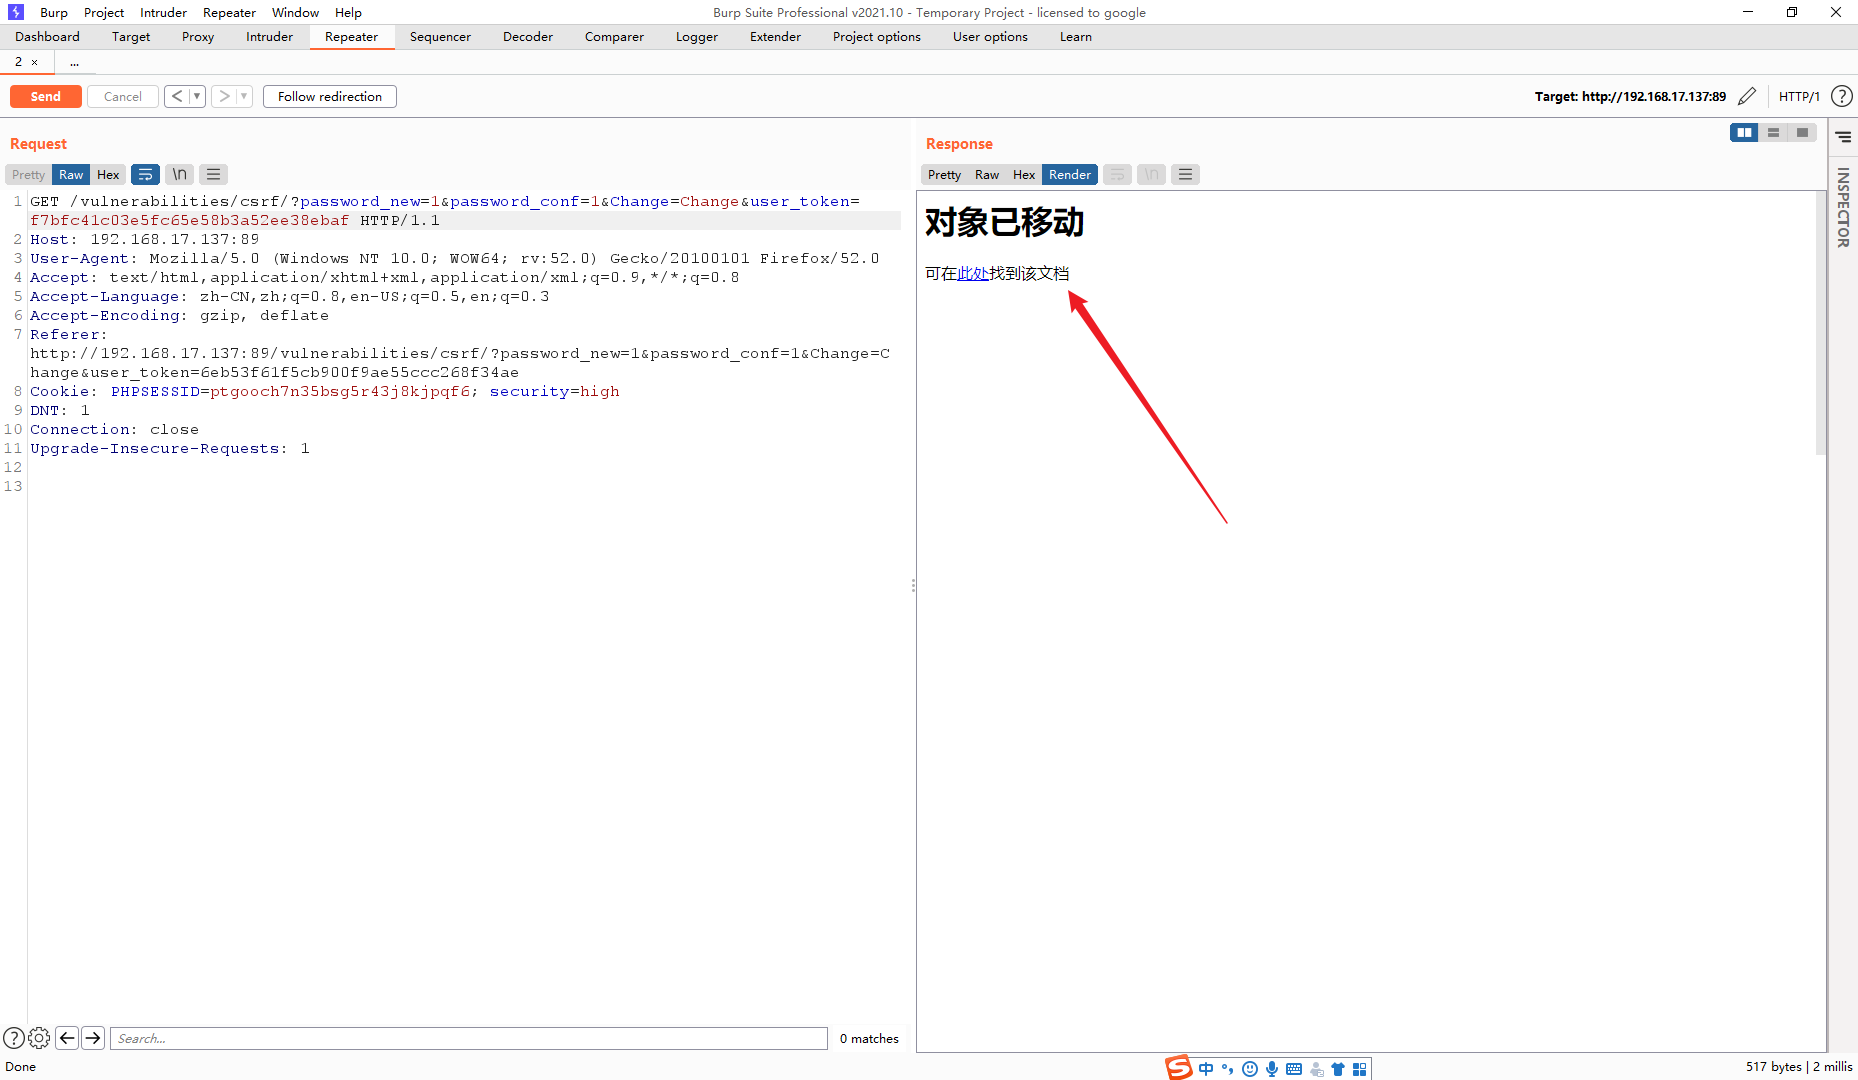 Burp Project Intruder Repeater Window Help
Burp Suite Professional v2021.10 - Temporary Project - licensed to google
Dashboard Target Proxy Intruder Repeater Sequencer Decoder Comparer Logger Extender Project options User options Learn
2 × ...
Send Cancel < > Follow redirection
Target: http://192.168.17.137:89 HTTP/1 ?
Request
Pretty Raw Hex \n
1 GET /vulnerabilities/csrf/?password_new=1&password_conf=1&Change=Change&user_token=
f7bfc41c03e5fc65e58b3a52ee38ebaf HTTP/1.1
2 Host: 192.168.17.137:89
3 User-Agent: Mozilla/5.0 (Windows NT 10.0; WOW64; rv:52.0) Gecko/20100101 Firefox/52.0
4 Accept: text/html,application/xhtml+xml,application/xml;q=0.9,*/*;q=0.8
5 Accept-Language: zh-CN,zh;q=0.8,en-US;q=0.5,en;q=0.3
6 Accept-Encoding: gzip, deflate
7 Referer:
http://192.168.17.137:89/vulnerabilities/csrf/?password_new=1&password_conf=1&Change=C
hange&user_token=6eb53f61f5cb900f9ae55ccc268f34ae
8 Cookie: PHPSESSID=ptgooch7n35bsg5r43j8kjpqf6; security=high
9 DNT: 1
10 Connection: close
11 Upgrade-Insecure-Requests: 1
12
13
Response
Pretty Raw Hex Render \n
对象已移动
可在此处找到该文档
INSPECTOR
? Search... 0 matches
Done
S 中
517 bytes | 2 millis